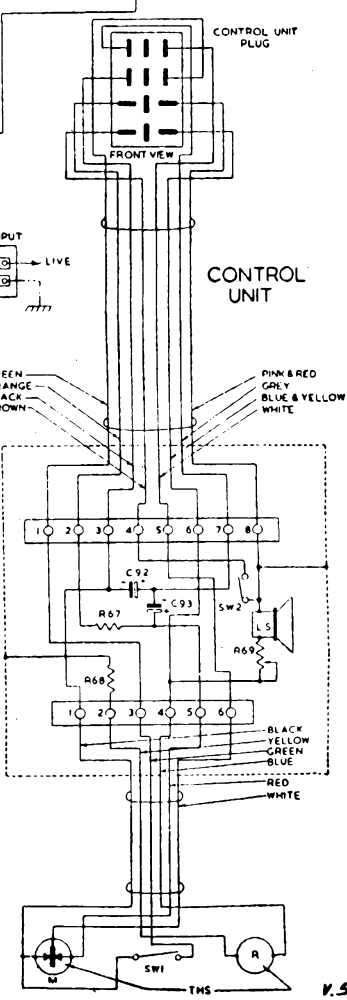 CONTROL UNIT
PLUG
FRONT VIEW
PUT
LIVE
CONTROL
UNIT
EEN
ANGE
ACK
OWN
PINK & RED
GREY
BLUE & YELLOW
WHITE
1 2 3 4 5 6 7 8
C92
R67
C93
SW2
LS
R69
R68
1 2 3 4 5 6
BLACK
YELLOW
GREEN
BLUE
RED
WHITE
M
SW1
R
THS
V.S